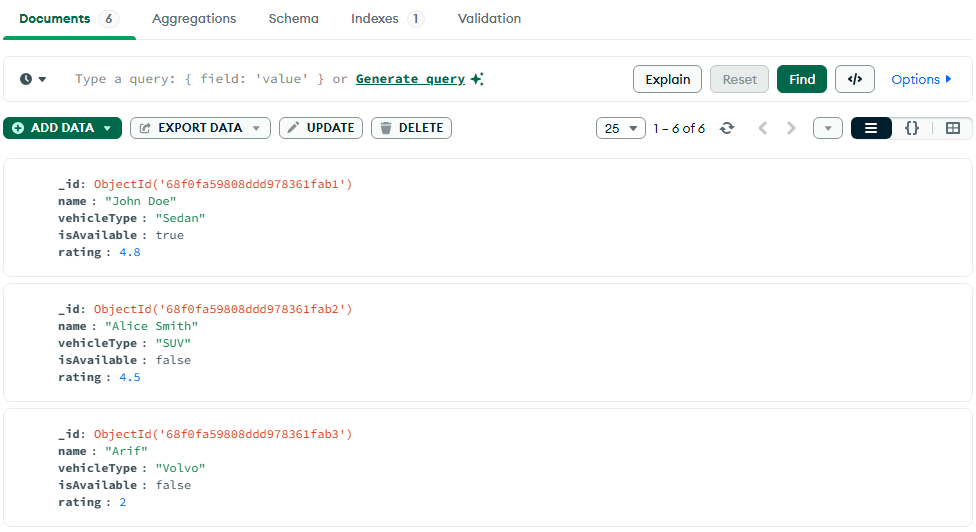 Documents 6 Aggregations Schema Indexes 1 Validation
Type a query: { field: 'value' } or Generate query Explain Reset Find </> Options
ADD DATA EXPORT DATA UPDATE DELETE 25 1 – 6 of 6 {}
_id: ObjectId('68f0fa59808ddd978361fab1')
name : "John Doe"
vehicleType : "Sedan"
isAvailable : true
rating : 4.8
_id: ObjectId('68f0fa59808ddd978361fab2')
name : "Alice Smith"
vehicleType : "SUV"
isAvailable : false
rating : 4.5
_id: ObjectId('68f0fa59808ddd978361fab3')
name : "Arif"
vehicleType : "Volvo"
isAvailable : false
rating : 2